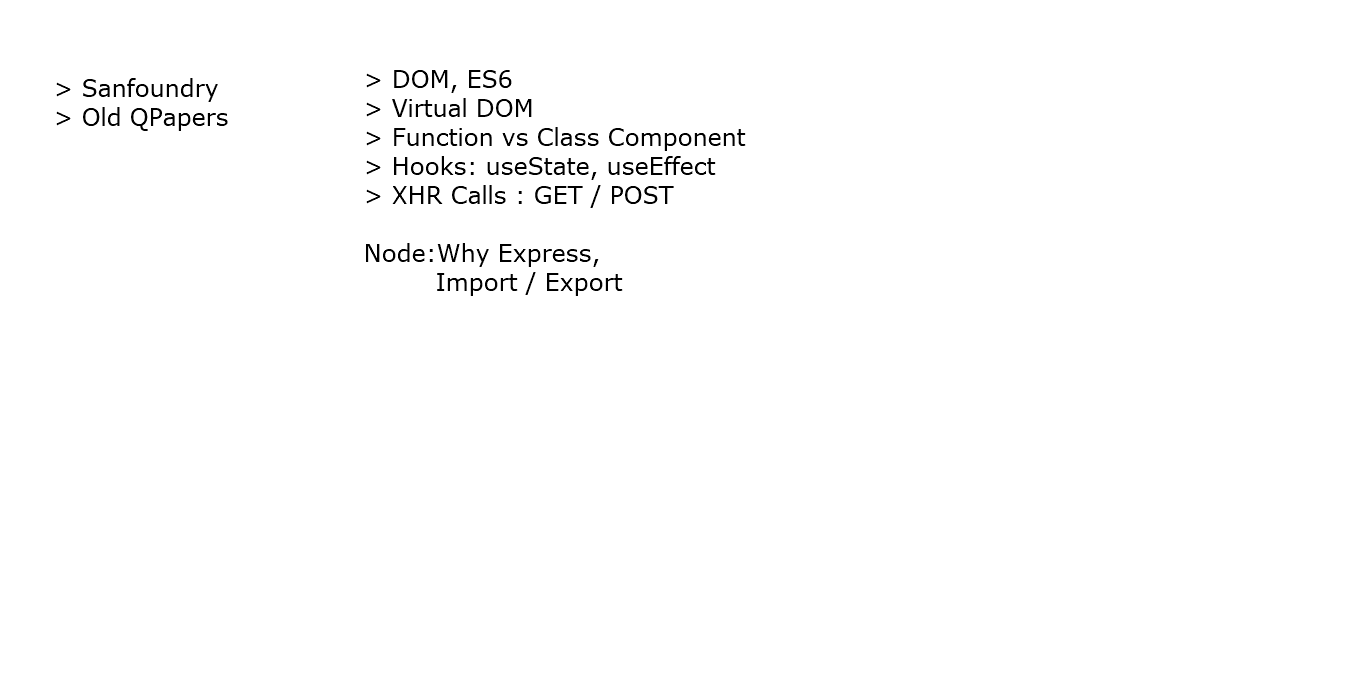 > Sanfoundry
> Old QPapers
> DOM, ES6
> Virtual DOM
> Function vs Class Component
> Hooks: useState, useEffect
> XHR Calls : GET / POST
Node:Why Express,
Import / Export